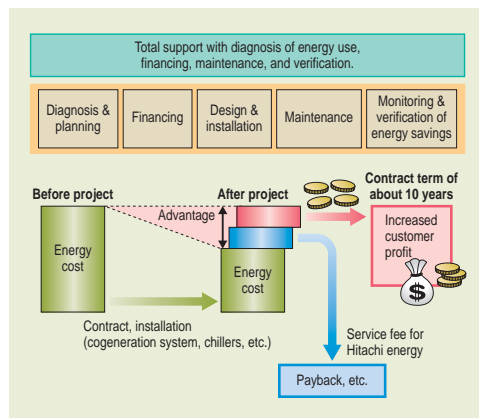 Total support with diagnosis of energy use,
financing, maintenance, and verification.
Diagnosis &
planning
Financing
Design &
installation
Maintenance
Monitoring &
verification of
energy savings
Before project
After project
Contract term of
about 10 years
Advantage
Increased
customer
profit
$
Energy
cost
Energy
cost
Contract, installation
(cogeneration system, chillers, etc.)
Service fee for
Hitachi energy
Payback, etc.